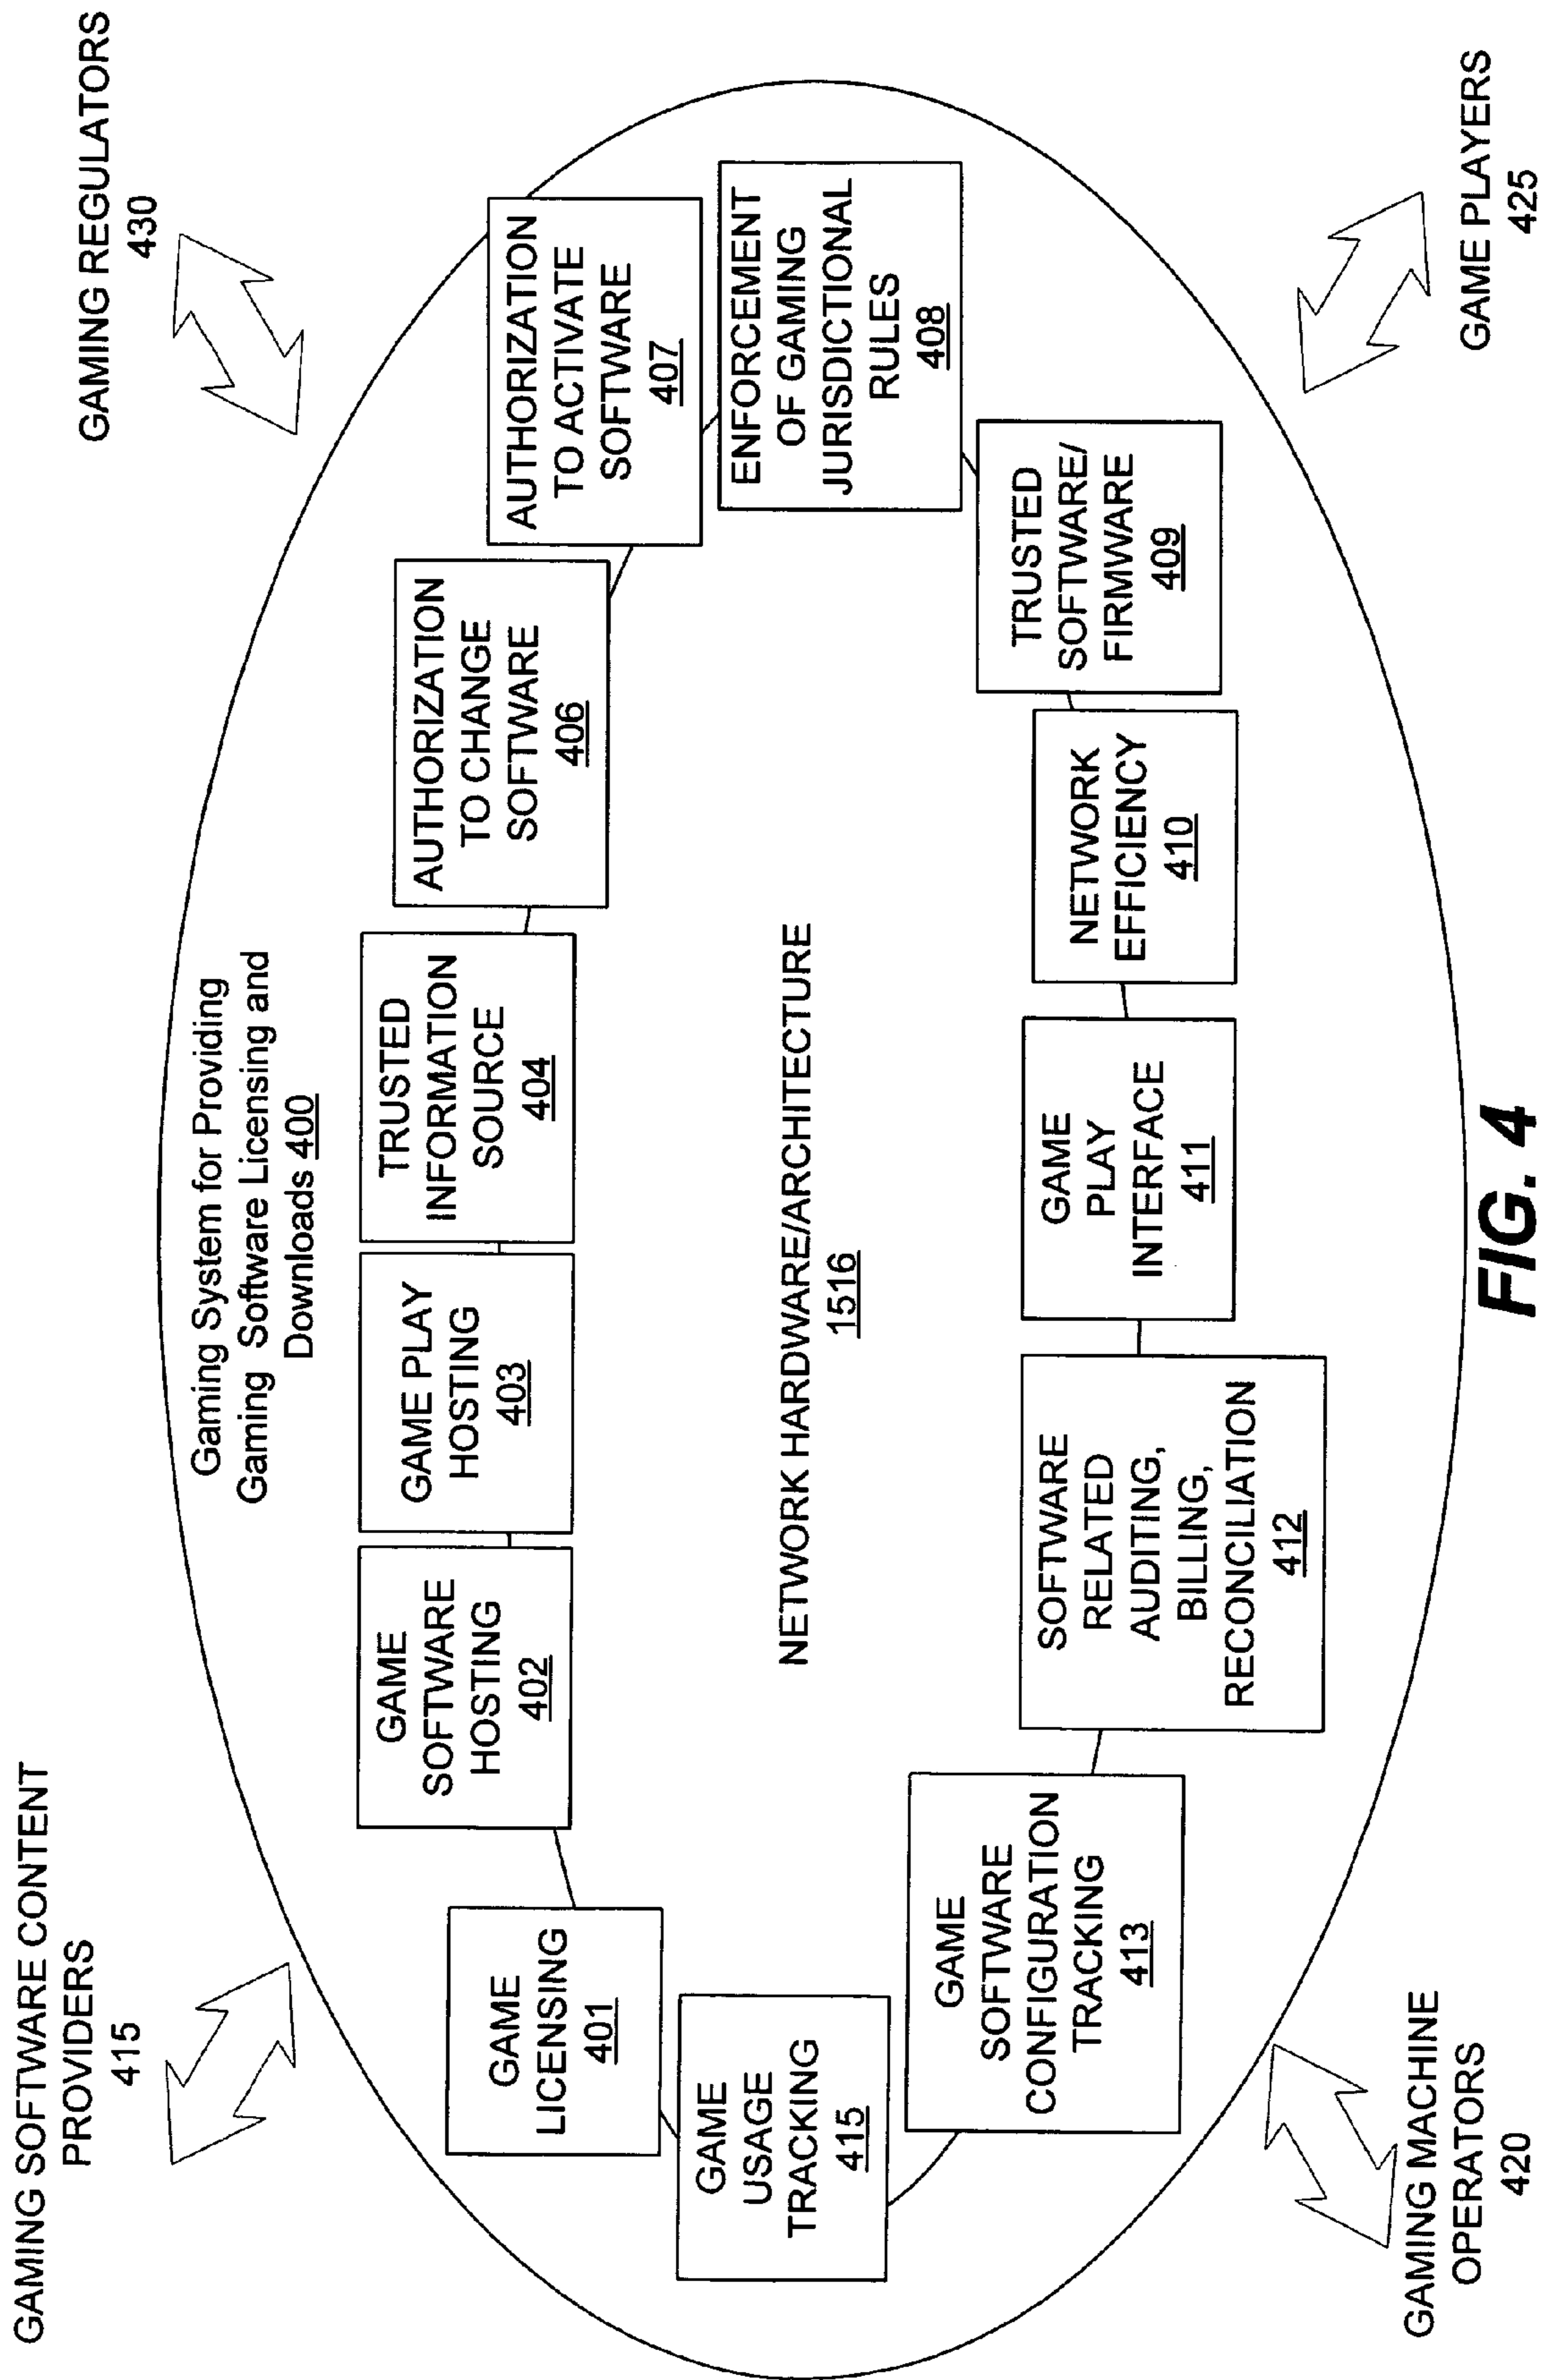 GAMING SOFTWARE CONTENT
PROVIDERS
415
GAMING REGULATORS
430
Gaming System for Providing
Gaming Software Licensing and
Downloads 400
GAME
LICENSING
401
GAME
SOFTWARE
HOSTING
402
GAME PLAY
HOSTING
403
TRUSTED
INFORMATION
SOURCE
404
AUTHORIZATION
TO CHANGE
SOFTWARE
406
AUTHORIZATION
TO ACTIVATE
SOFTWARE
407
ENFORCEMENT
OF GAMING
JURISDICTIONAL
RULES
408
NETWORK HARDWARE/ARCHITECTURE
1516
GAME
USAGE
TRACKING
415
GAME
SOFTWARE
CONFIGURATION
TRACKING
413
SOFTWARE
RELATED
AUDITING,
BILLING,
RECONCILIATION
412
GAME
PLAY
INTERFACE
411
NETWORK
EFFICIENCY
410
TRUSTED
SOFTWARE/
FIRMWARE
409
GAMING MACHINE
OPERATORS
420
GAME PLAYERS
425
FIG. 4